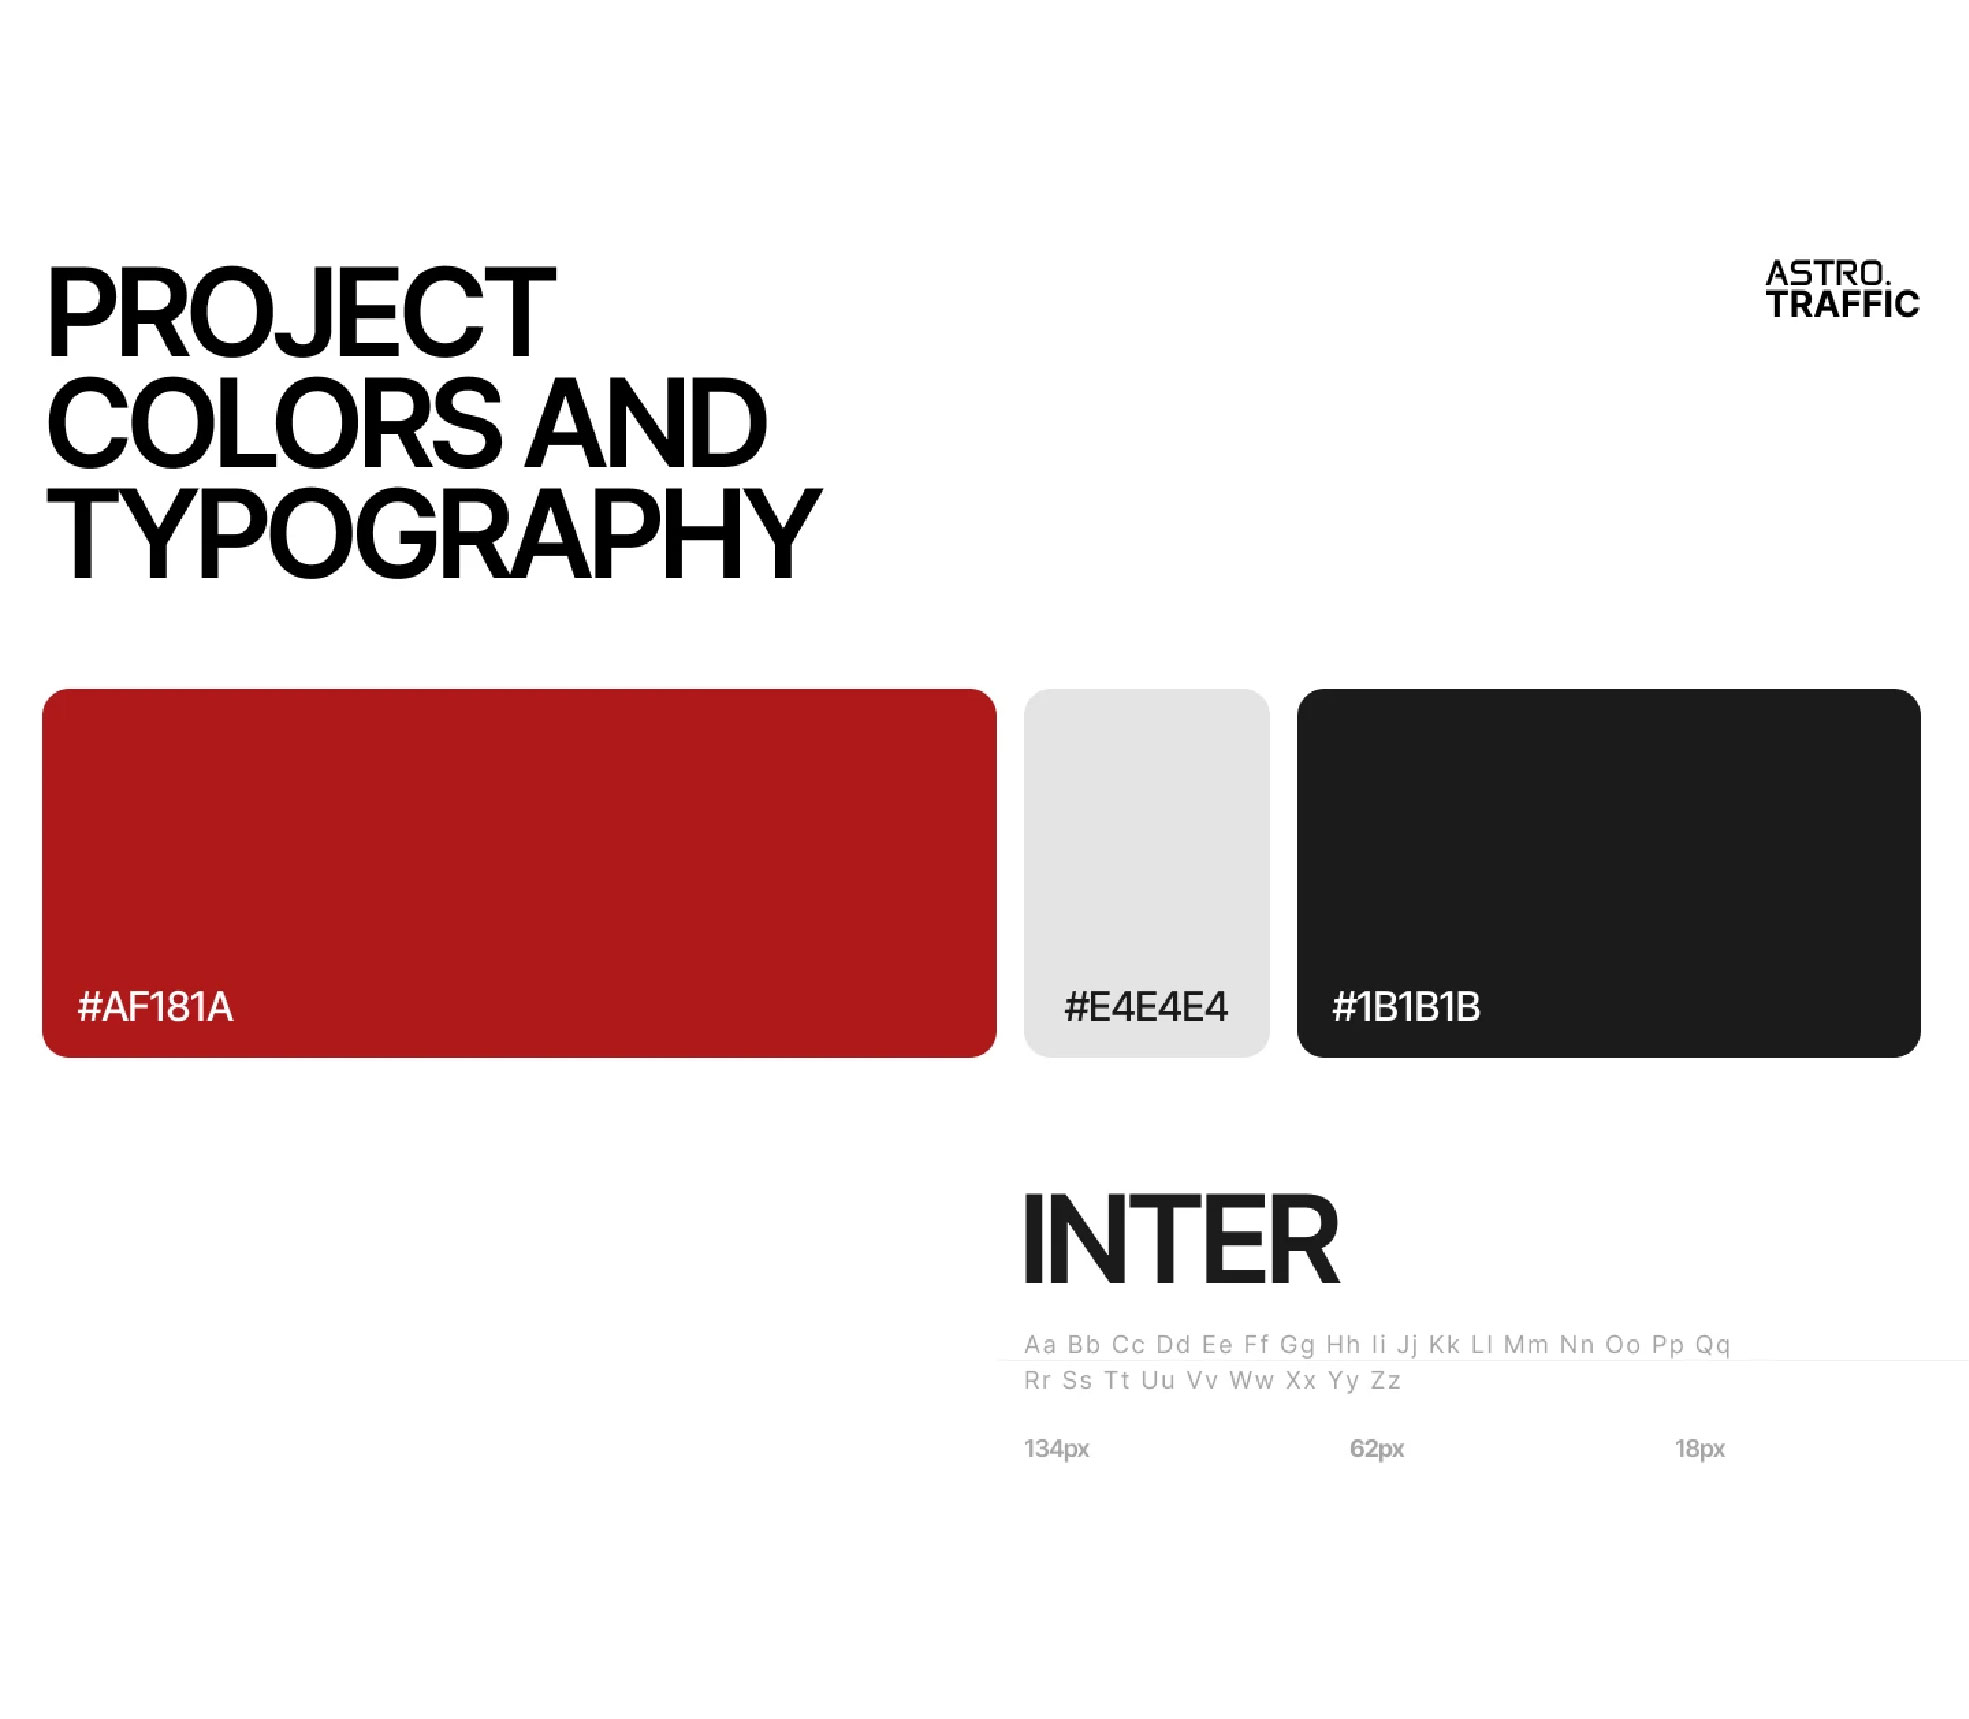 PROJECT
COLORS AND
TYPOGRAPHY
ASTRO.
TRAFFIC
#AF181A
#E4E4E4
#1B1B1B
INTER
Aa Bb Cc Dd Ee Ff Gg Hh Ii Jj Kk Ll Mm Nn Oo Pp Qq
Rr Ss Tt Uu Vv Ww Xx Yy Zz
134px
62px
18px